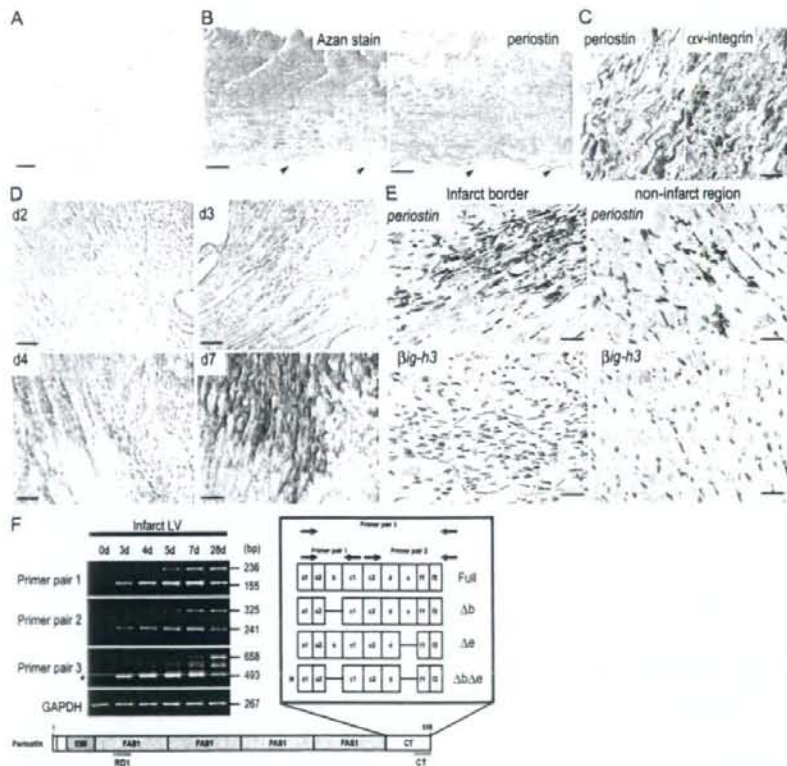 A
B
Azan stain
periostin
C
periostin
αv-integrin
D
d2
d3
d4
d7
E
Infarct border
non-infarct region
periostin
periostin
βig-h3
βig-h3
F
Infarct LV
0d 3d 4d 5d 7d 28d (bp)
Primer pair 1
236
155
Primer pair 2
325
241
Primer pair 3
658
*
493
GAPDH
267
Primer pair 3
Primer pair 1
Primer pair 2
Full
Δb
Δe
ΔbΔe
Periostin
FAS1
FAS1
FAS1
FAS1
CT
RD1
CT